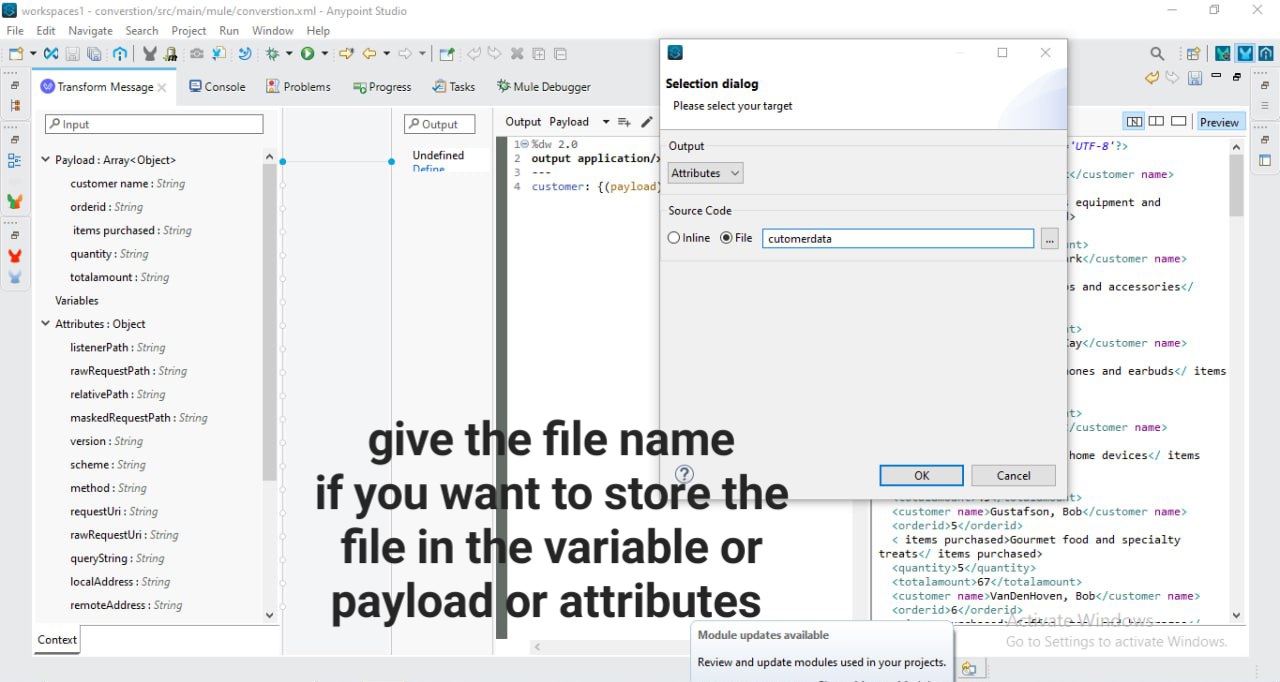 workspaces1 - converstion/src/main/mule/converstion.xml - Anypoint Studio
File Edit Navigate Search Project Run Window Help
Transform Message
Console
Problems
Progress
Tasks
Mule Debugger
Input
Payload : Array<Object>
customer name : String
orderid : String
items purchased : String
quantity : String
totalamount : String
Variables
Attributes : Object
listenerPath : String
rawRequestPath : String
relativePath : String
maskedRequestPath : String
version : String
scheme : String
method : String
requestUri : String
rawRequestUri : String
queryString : String
localAddress : String
remoteAddress : String
Context
Output
Undefined
Define
Output Payload
1 %dw 2.0
2 output application/
3 ---
4 customer: {(payload)
Selection dialog
Please select your target
Output
Attributes
Source Code
Inline File cutomerdata ...
OK Cancel
Preview
='UTF-8'?>
</customer name>
equipment and
>
nt>
rk</customer name>
s and accessories</
t>
ay</customer name>
ones and earbuds</ items
t>
/customer name>
home devices</ items
<customer name>Gustafson, Bob</customer name>
<orderid>5</orderid>
< items purchased>Gourmet food and specialty
treats</ items purchased>
<quantity>5</quantity>
<totalamount>67</totalamount>
<customer name>VanDenHoven, Bob</customer name>
<orderid>6</orderid>
give the file name
if you want to store the
file in the variable or
payload or attributes
Activate Windows
Go to Settings to activate Windows.
Module updates available
Review and update modules used in your projects.